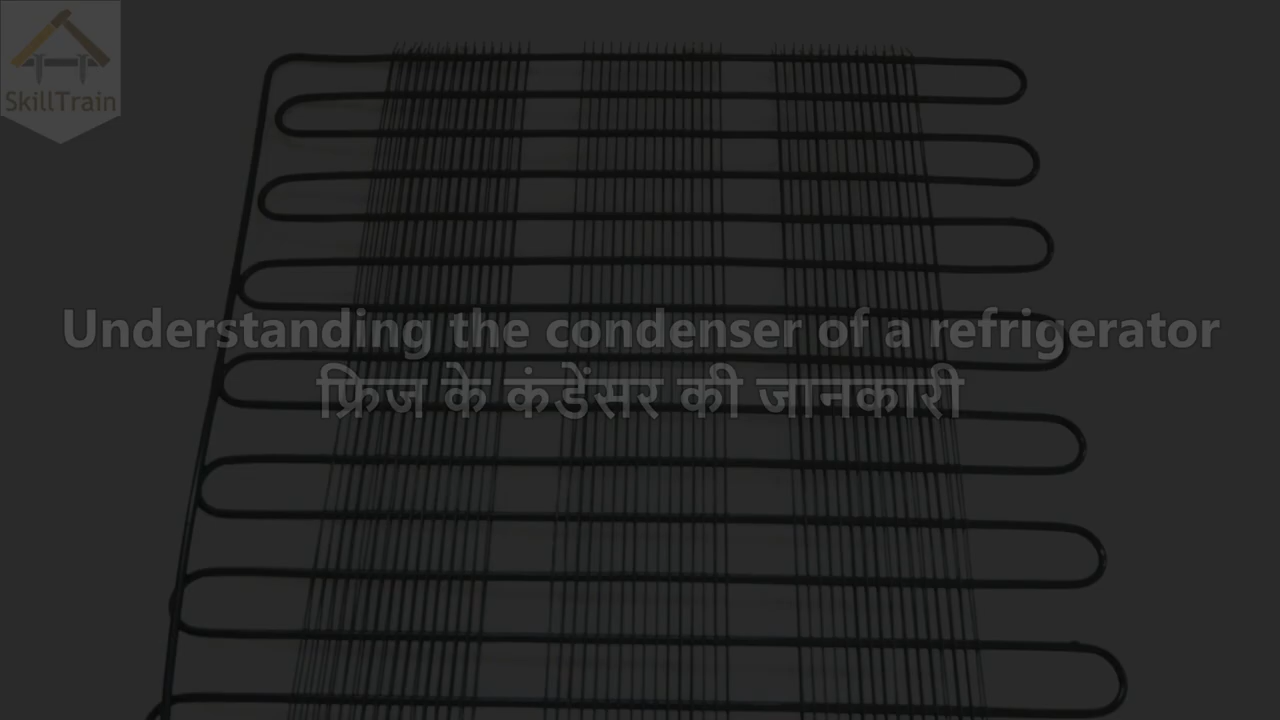 SkillTrain
Understanding the condenser of a refrigerator
फ्रिज के कंडेंसर की जानकारी